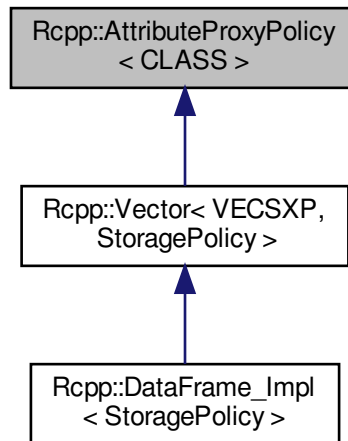 Rcpp::AttributeProxyPolicy
< CLASS >
Rcpp::Vector< VECSXP,
StoragePolicy >
Rcpp::DataFrame_Impl
< StoragePolicy >